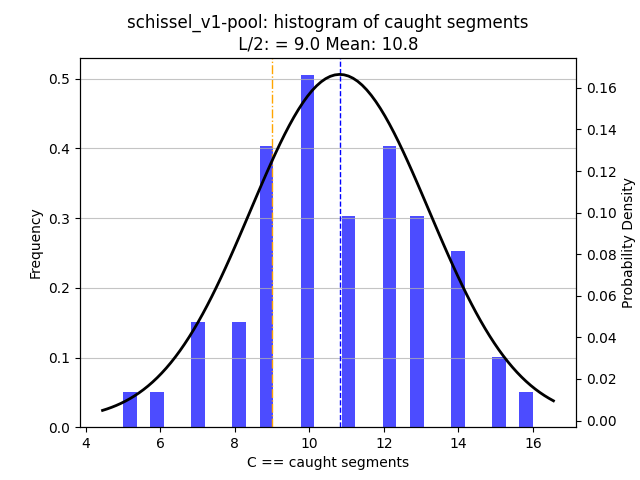 schissel_v1-pool: histogram of caught segments
L/2: = 9.0 Mean: 10.8
0.5
0.4
0.3
0.2
0.1
0.0
Frequency
0.16
0.14
0.12
0.10
0.08
0.06
0.04
0.02
0.00
Probability Density
4 6 8 10 12 14 16
C == caught segments